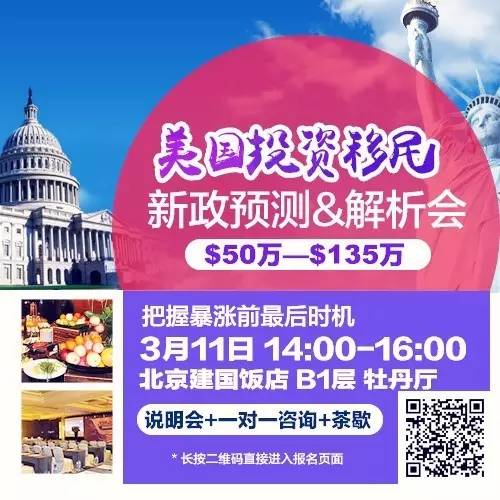 美国投资移民
新政预测&解析会
$50万—$135万
把握暴涨前最后时机
3月11日 14:00-16:00
北京建国饭店 B1层 牡丹厅
说明会+一对一咨询+茶歇
*长按二维码直接进入报名页面